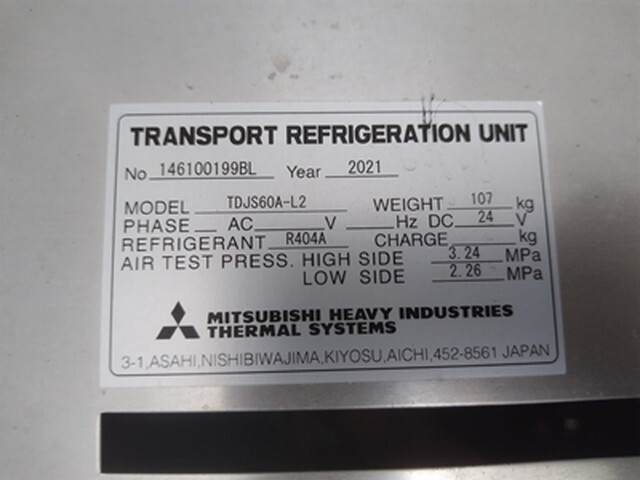 TRANSPORT REFRIGERATION UNIT
No 146100199BL Year 2021
MODEL TDJS60A-L2 WEIGHT 107 kg
PHASE AC V Hz DC 24 V
REFRIGERANT R404A CHARGE kg
AIR TEST PRESS. HIGH SIDE 3.24 MPa
LOW SIDE 2.26 MPa
MITSUBISHI HEAVY INDUSTRIES
THERMAL SYSTEMS
3-1,ASAHI,NISHIBIWAJIMA,KIYOSU,AICHI,452-8561 JAPAN